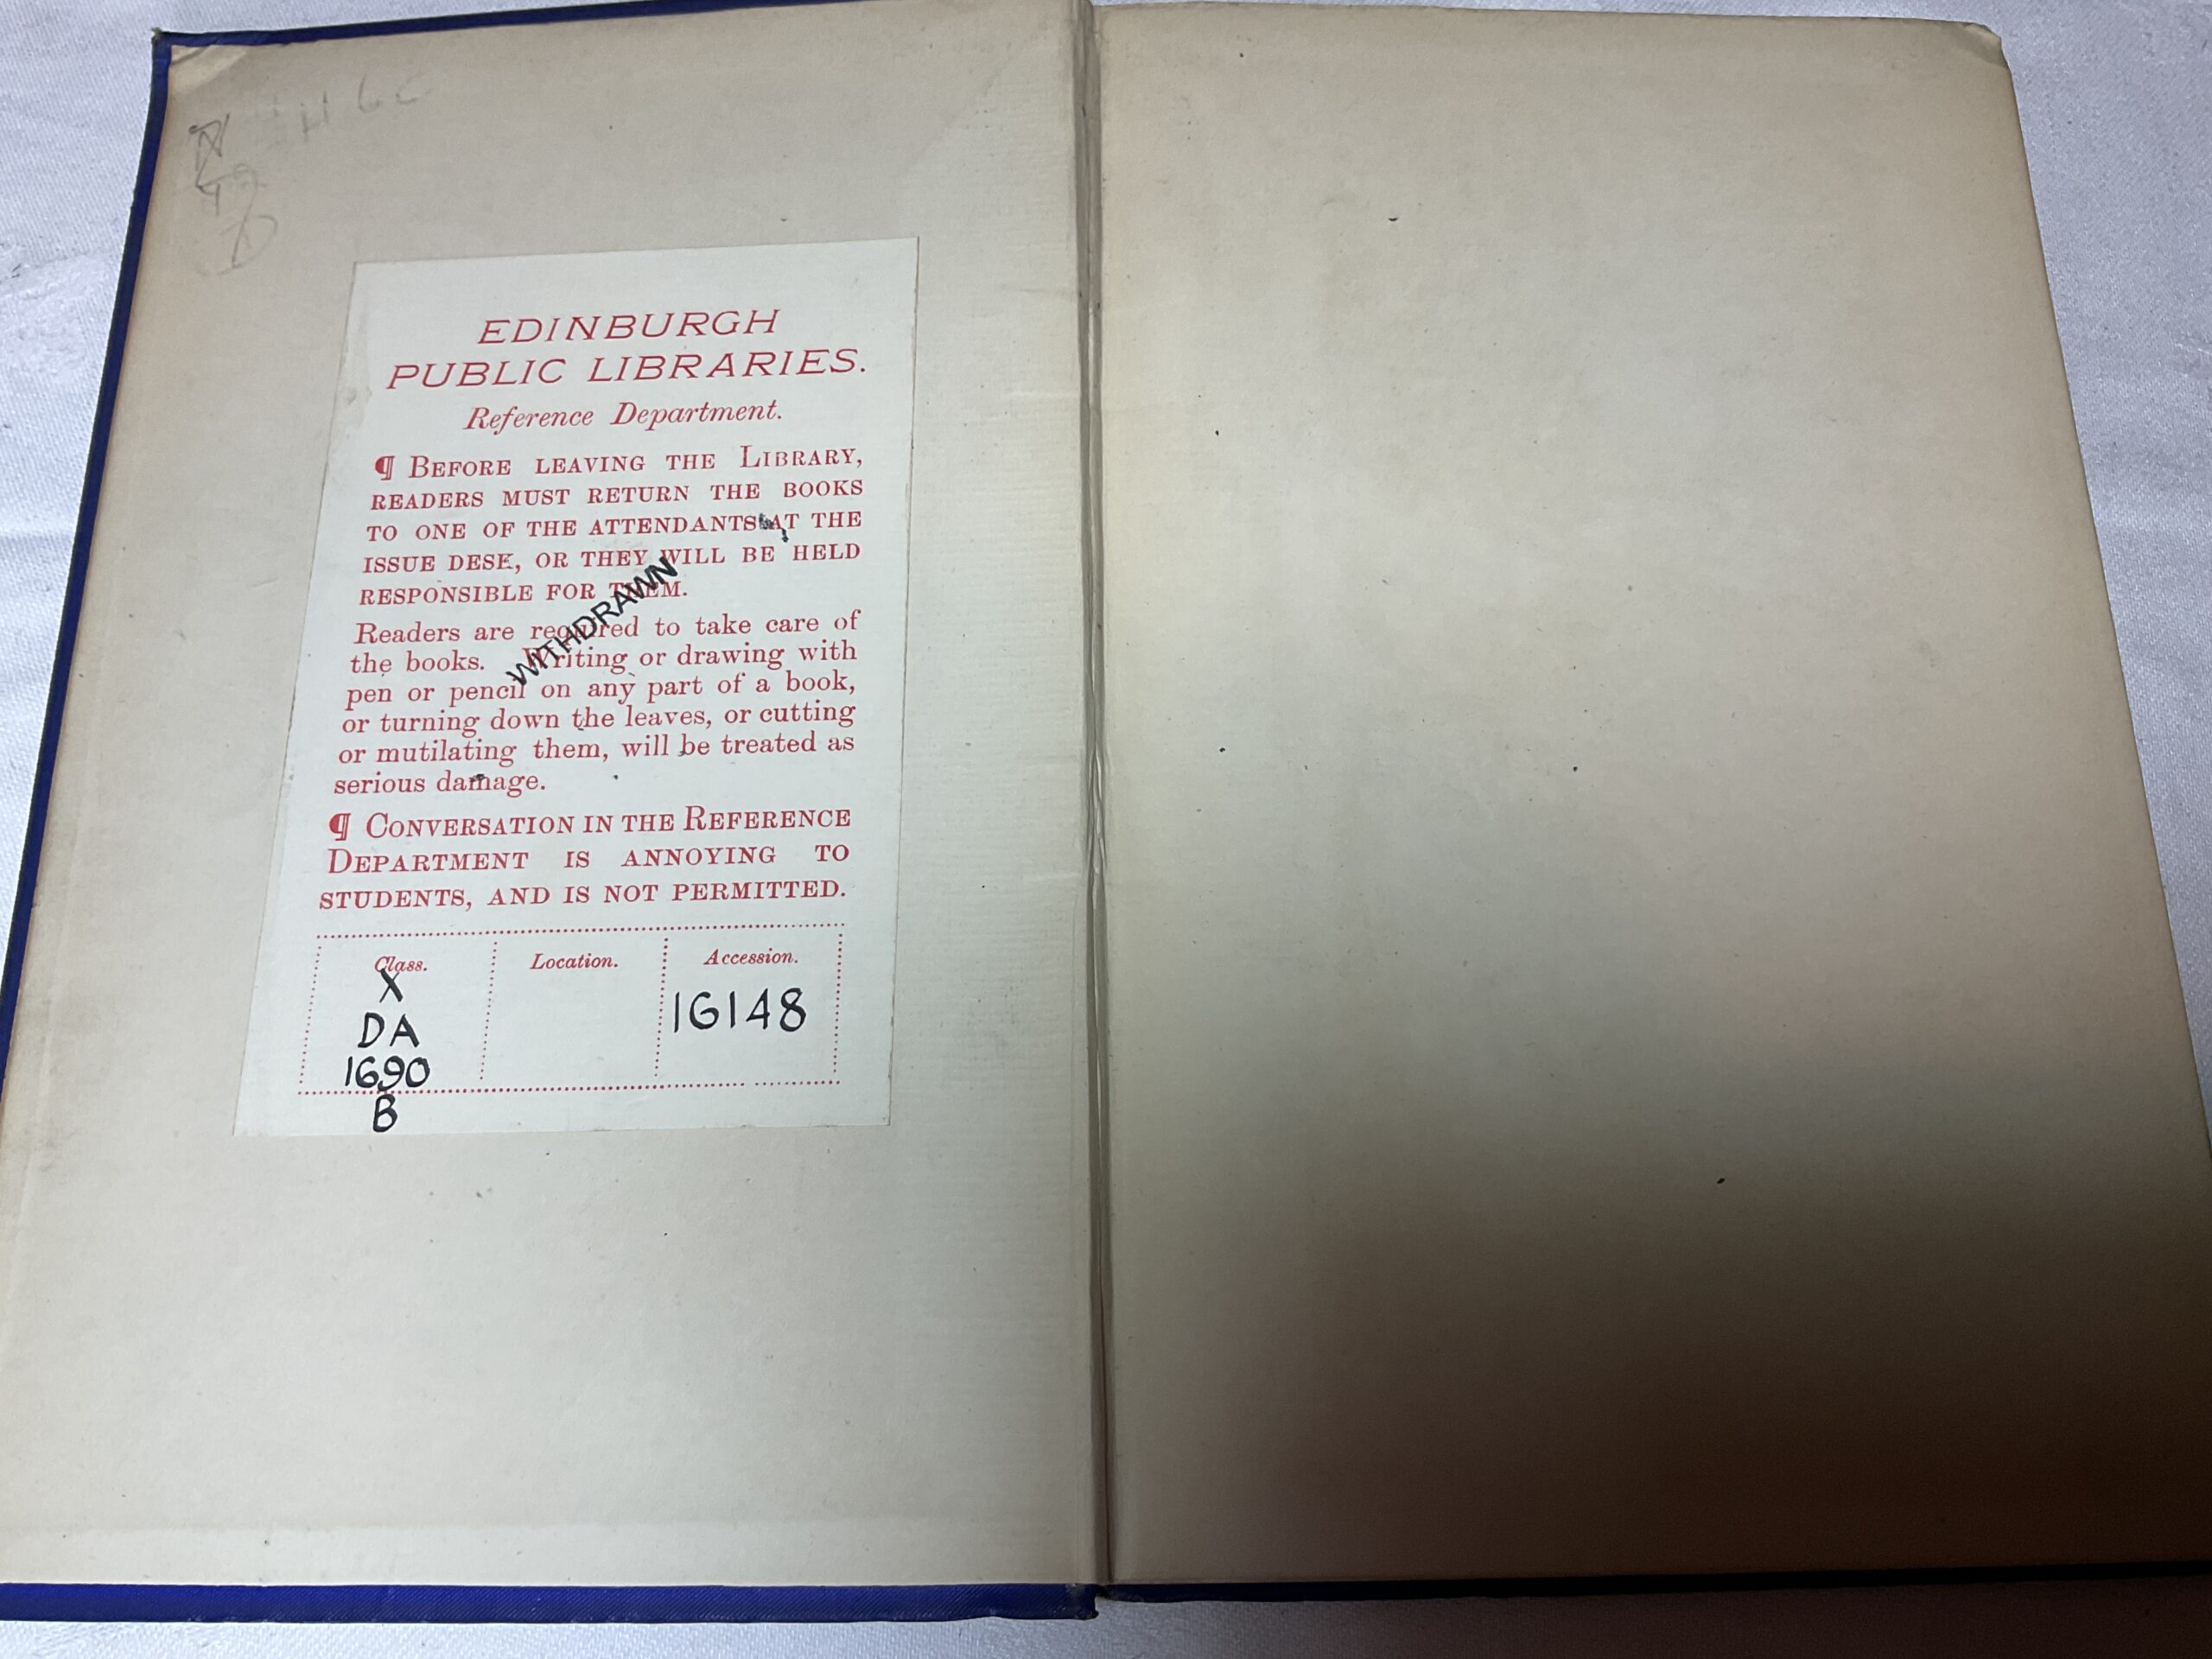 EDINBURGH
PUBLIC LIBRARIES.
Reference Department.
¶ BEFORE LEAVING THE LIBRARY,
READERS MUST RETURN THE BOOKS
TO ONE OF THE ATTENDANTS AT THE
ISSUE DESK, OR THEY WILL BE HELD
RESPONSIBLE FOR THEM.
WITHDRAWN
Readers are required to take care of
the books. Writing or drawing with
pen or pencil on any part of a book,
or turning down the leaves, or cutting
or mutilating them, will be treated as
serious damage.
¶ CONVERSATION IN THE REFERENCE
DEPARTMENT IS ANNOYING TO
STUDENTS, AND IS NOT PERMITTED.
Class. Location. Accession.
X
DA
1690
B
16148